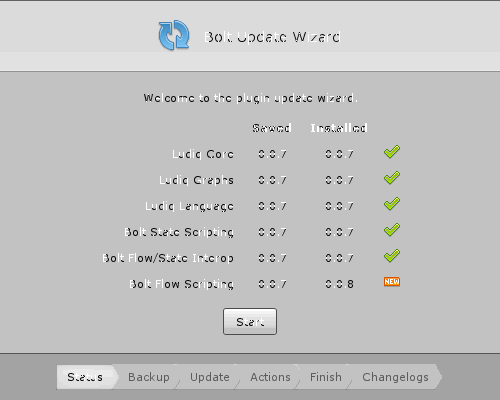 Bolt Update Wizard
Welcome to the plugin update wizard.
Saved Installed
Ludiq Core 0.0.7 0.0.7
Ludiq Graphs 0.0.7 0.0.7
Ludiq Language 0.0.7 0.0.7
Bolt State Scripting 0.0.7 0.0.7
Bolt Flow/State Interop 0.0.7 0.0.7
Bolt Flow Scripting 0.0.7 0.0.8 NEW
Start
Status Backup Update Actions Finish Changelogs